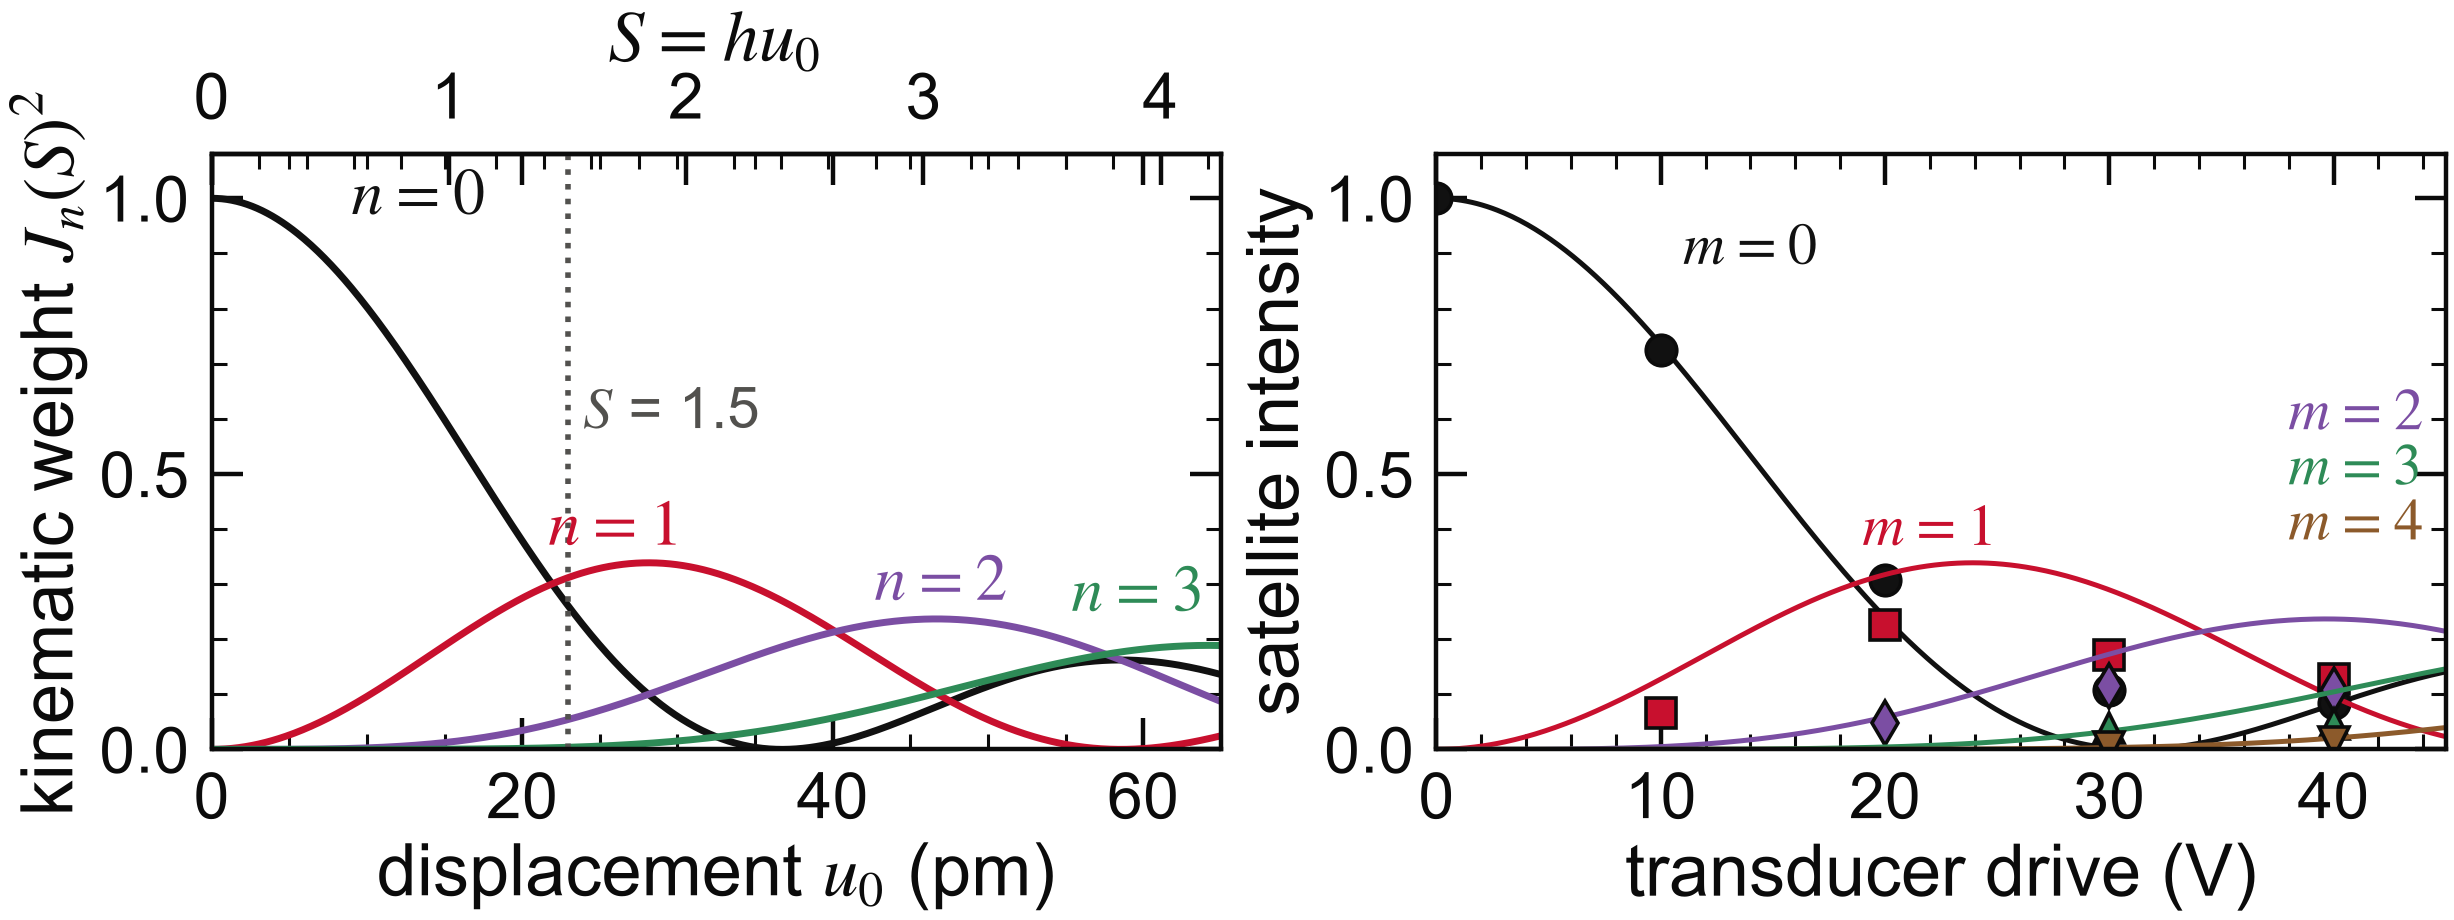 S = hu₀
0 1 2 3 4
kinematic weight Jₙ(S)²
1.0
0.5
0.0
n = 0
S = 1.5
n = 1
n = 2
n = 3
0 20 40 60
displacement u₀ (pm)
satellite intensity
1.0
0.5
0.0
m = 0
m = 1
m = 2
m = 3
m = 4
0 10 20 30 40
transducer drive (V)